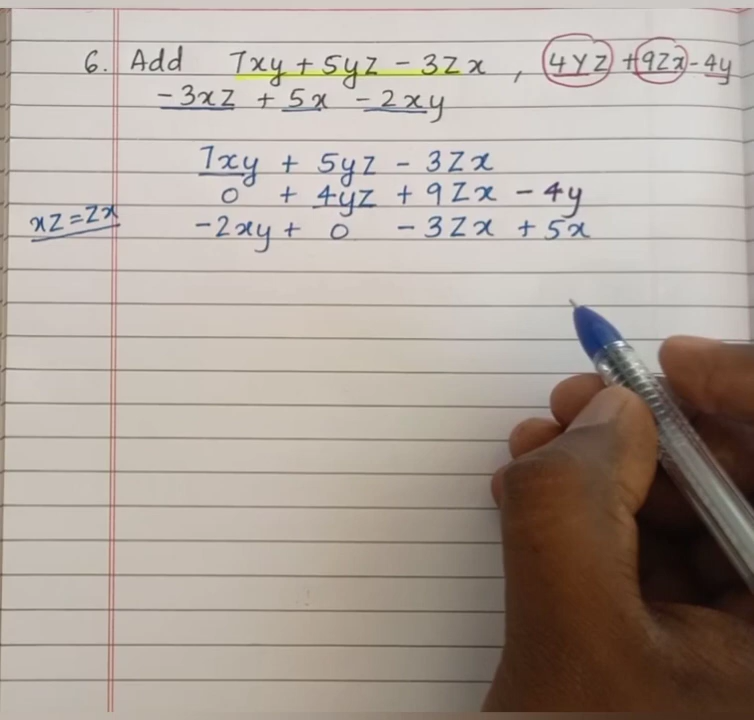 6. Add 7xy + 5yz - 3zx , 4yz + 9zx - 4y
- 3xz + 5x - 2xy
7xy + 5yz - 3zx
0 + 4yz + 9zx - 4y
xz = zx
-2xy + 0 - 3zx + 5x